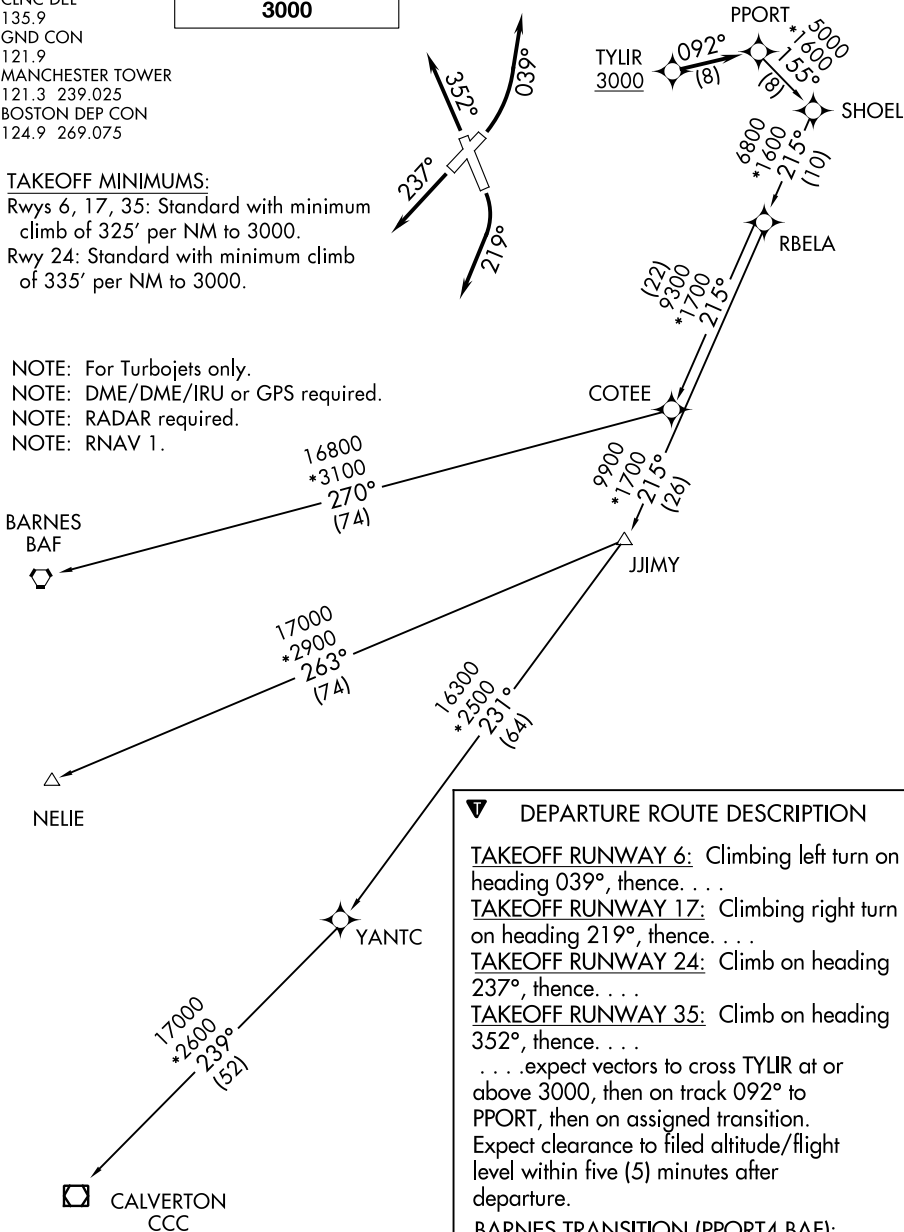 CLNC DEL
135.9
GND CON
121.9
MANCHESTER TOWER
121.3 239.025
BOSTON DEP CON
124.9 269.075
3000
TAKEOFF MINIMUMS:
Rwys 6, 17, 35: Standard with minimum
climb of 325' per NM to 3000.
Rwy 24: Standard with minimum climb
of 335' per NM to 3000.
NOTE: For Turbojets only.
NOTE: DME/DME/IRU or GPS required.
NOTE: RADAR required.
NOTE: RNAV 1.
352°
039°
237°
219°
TYLIR
3000
092°
(8)
PPORT
5000
*1600
155°
(8)
SHOEL
6800
*1600
215°
(10)
RBELA
(22)
9300
*1700
215°
COTEE
9900
*1700
215°
(26)
JJIMY
16800
*3100
270°
(74)
BARNES
BAF
17000
*2900
263°
(74)
NELIE
16300
*2500
231°
(64)
YANTC
17000
*2600
239°
(52)
CALVERTON
CCC
T DEPARTURE ROUTE DESCRIPTION
TAKEOFF RUNWAY 6: Climbing left turn on
heading 039°, thence. . . .
TAKEOFF RUNWAY 17: Climbing right turn
on heading 219°, thence. . . .
TAKEOFF RUNWAY 24: Climb on heading
237°, thence. . . .
TAKEOFF RUNWAY 35: Climb on heading
352°, thence. . . .
. . . .expect vectors to cross TYLIR at or
above 3000, then on track 092° to
PPORT, then on assigned transition.
Expect clearance to filed altitude/flight
level within five (5) minutes after
departure.
BARNES TRANSITION (PPORT4.BAF):